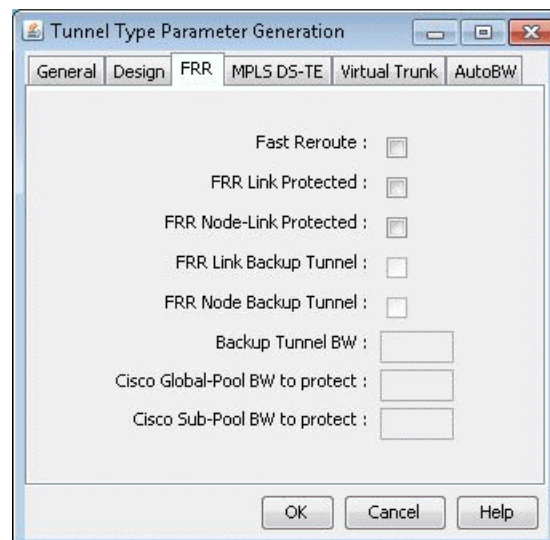 Tunnel Type Parameter Generation
General Design FRR MPLS DS-TE Virtual Trunk AutoBW
Fast Reroute :
FRR Link Protected :
FRR Node-Link Protected :
FRR Link Backup Tunnel :
FRR Node Backup Tunnel :
Backup Tunnel BW :
Cisco Global-Pool BW to protect :
Cisco Sub-Pool BW to protect :
OK Cancel Help